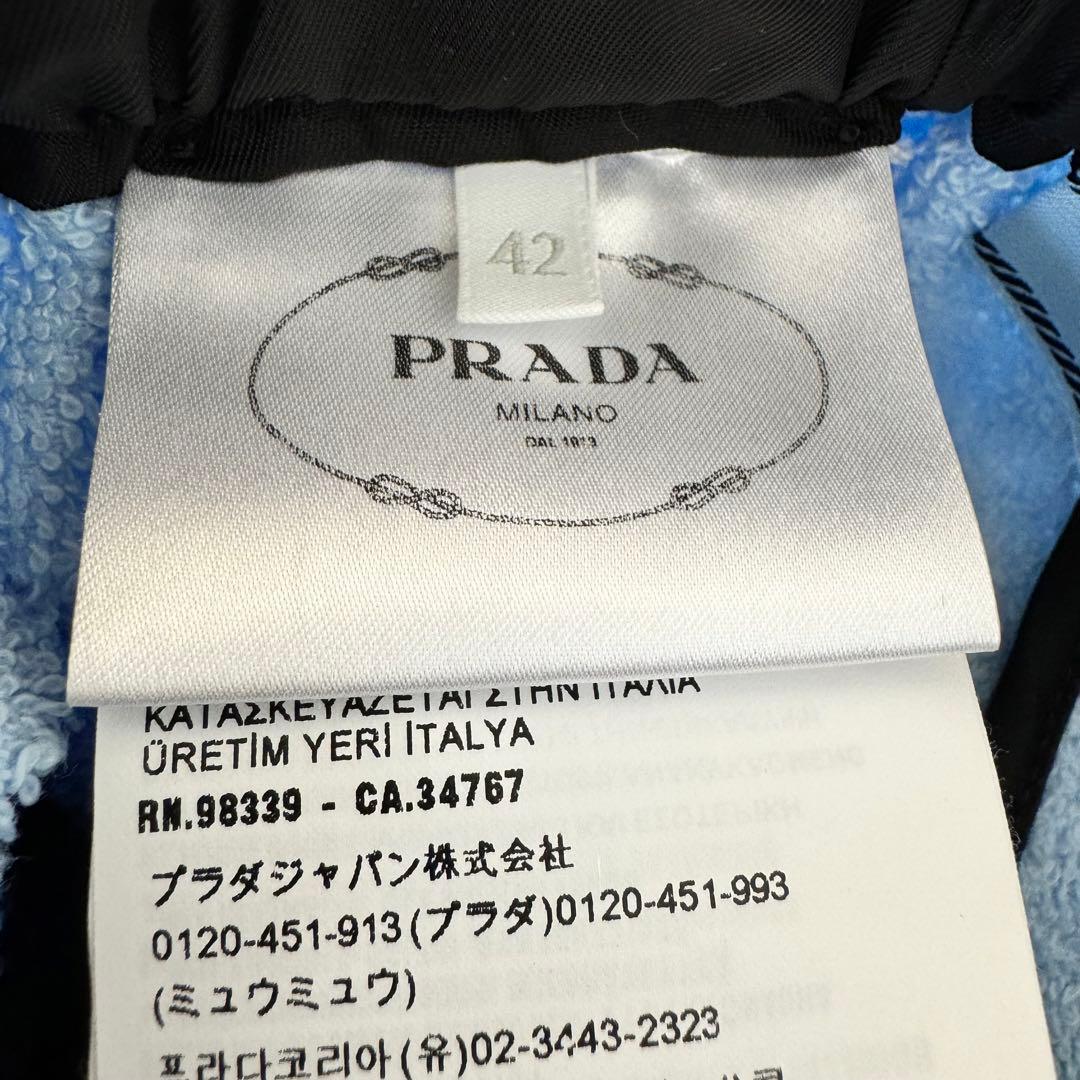 42
PRADA
MILANO
DAL 1913
ΚΑΤΑΣΚΕΥΑΖΕΤΑΙ ΣΤΗΝ ΙΤΑΛΙΑ
ÜRETİM YERİ İTALYA
RN.98339 - CA.34767
プラダジャパン株式会社
0120-451-913(プラダ)0120-451-993
(ミュウミュウ)
프라다코리아(유)02-3443-2323